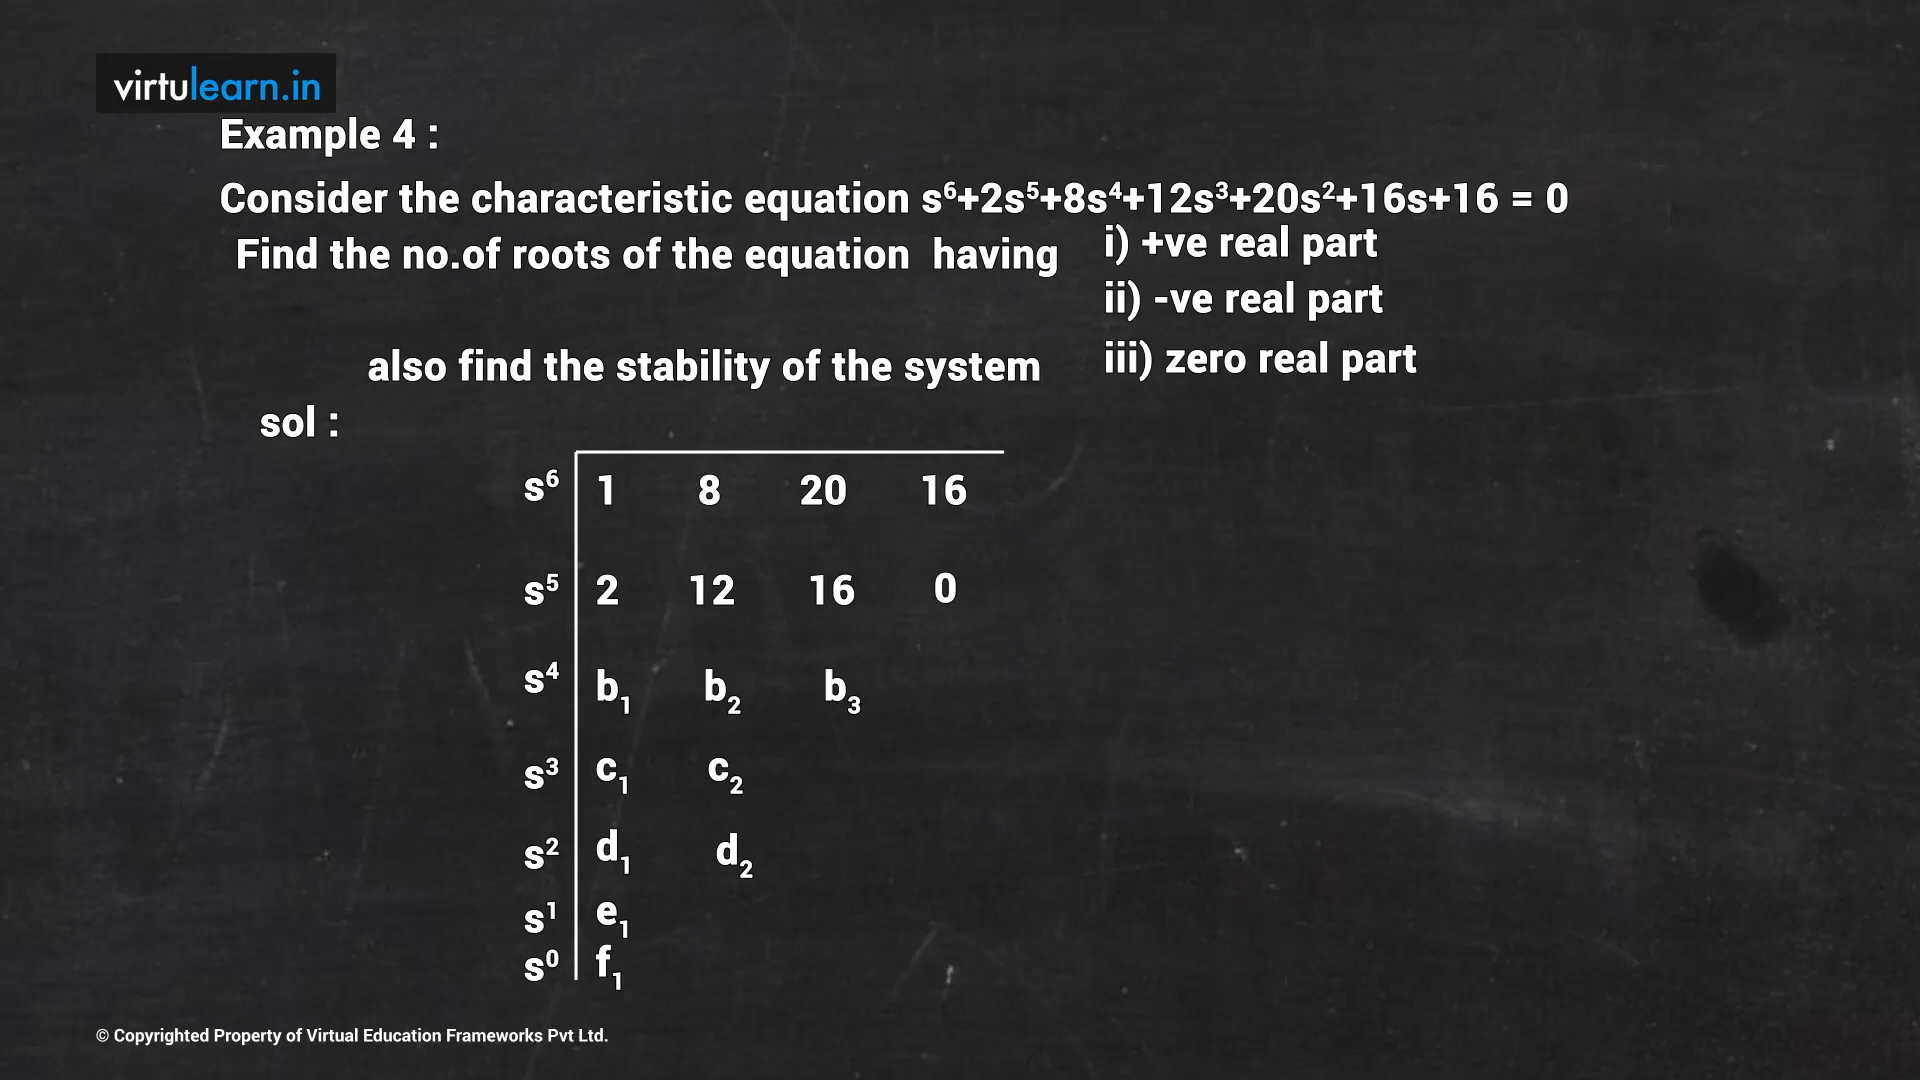 virtulearn.in
Example 4 :
Consider the characteristic equation s⁶+2s⁵+8s⁴+12s³+20s²+16s+16 = 0
Find the no.of roots of the equation having
i) +ve real part
ii) -ve real part
iii) zero real part
also find the stability of the system
sol :
s⁶ 1 8 20 16
s⁵ 2 12 16 0
s⁴ b₁ b₂ b₃
s³ c₁ c₂
s² d₁ d₂
s¹ e₁
s⁰ f₁
© Copyrighted Property of Virtual Education Frameworks Pvt Ltd.